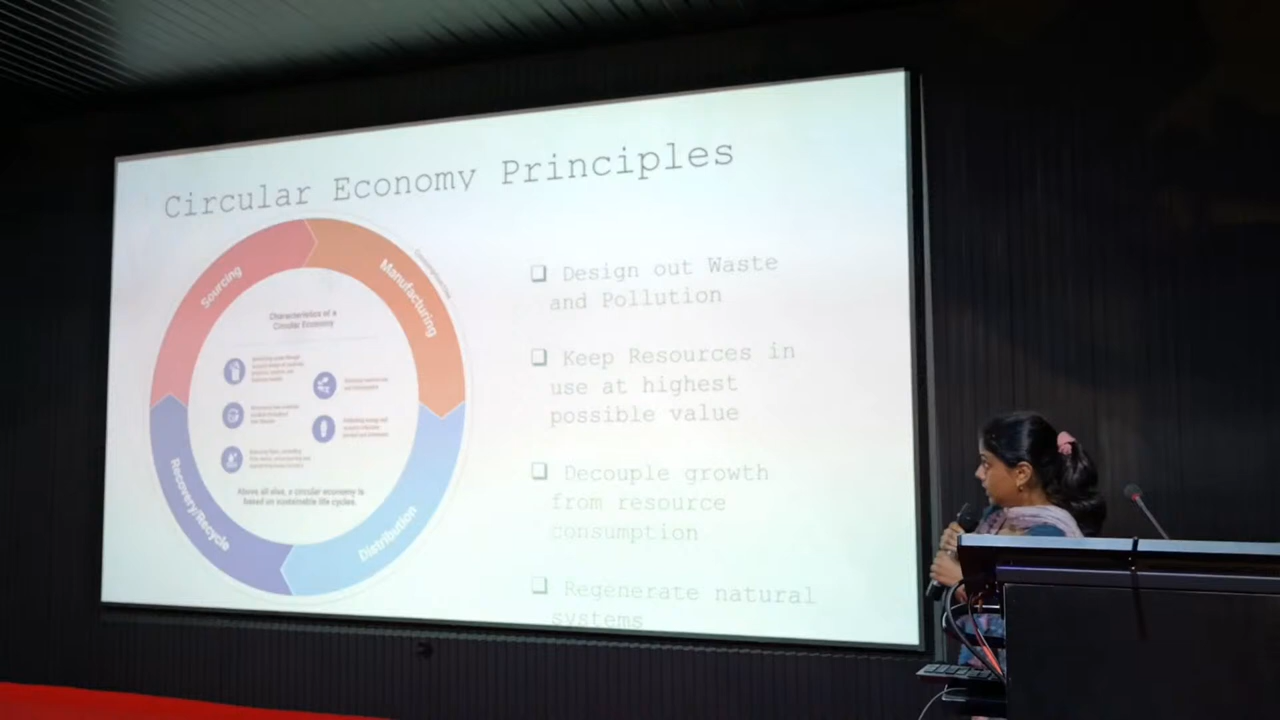 Circular Economy Principles
Sourcing
Manufacturing
Characteristics of a
Circular Economy
Above all else, a circular economy is
based on sustainable life cycles.
Recovery/Recycle
Distribution
❑ Design out Waste
and Pollution
❑ Keep Resources in
use at highest
possible value
❑ Decouple growth
from resource
consumption
❑ Regenerate natural
systems